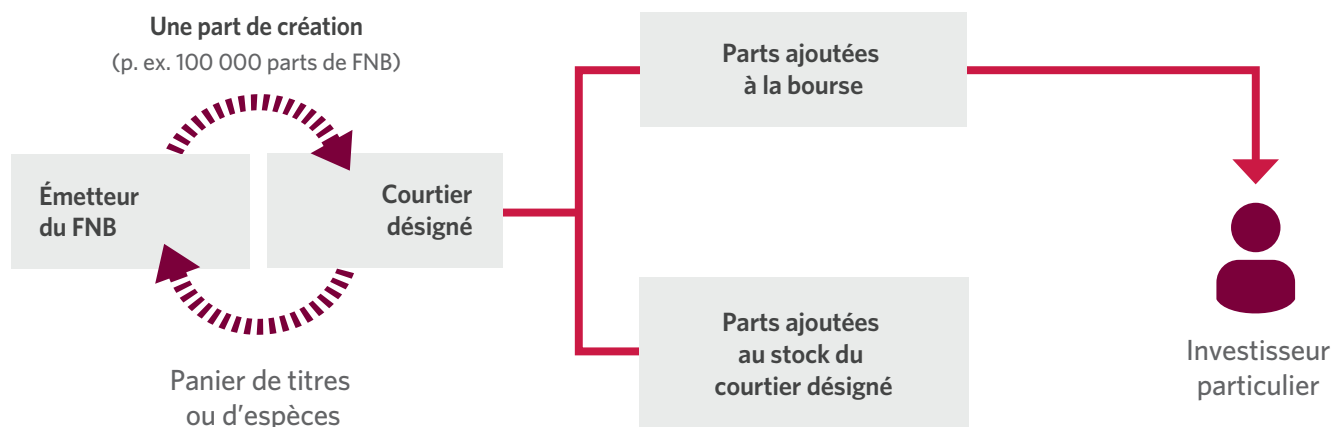 Une part de création
(p. ex. 100 000 parts de FNB)
Émetteur
du FNB
Courtier
désigné
Panier de titres
ou d'espèces
Parts ajoutées
à la bourse
Parts ajoutées
au stock du
courtier désigné
Investisseur
particulier